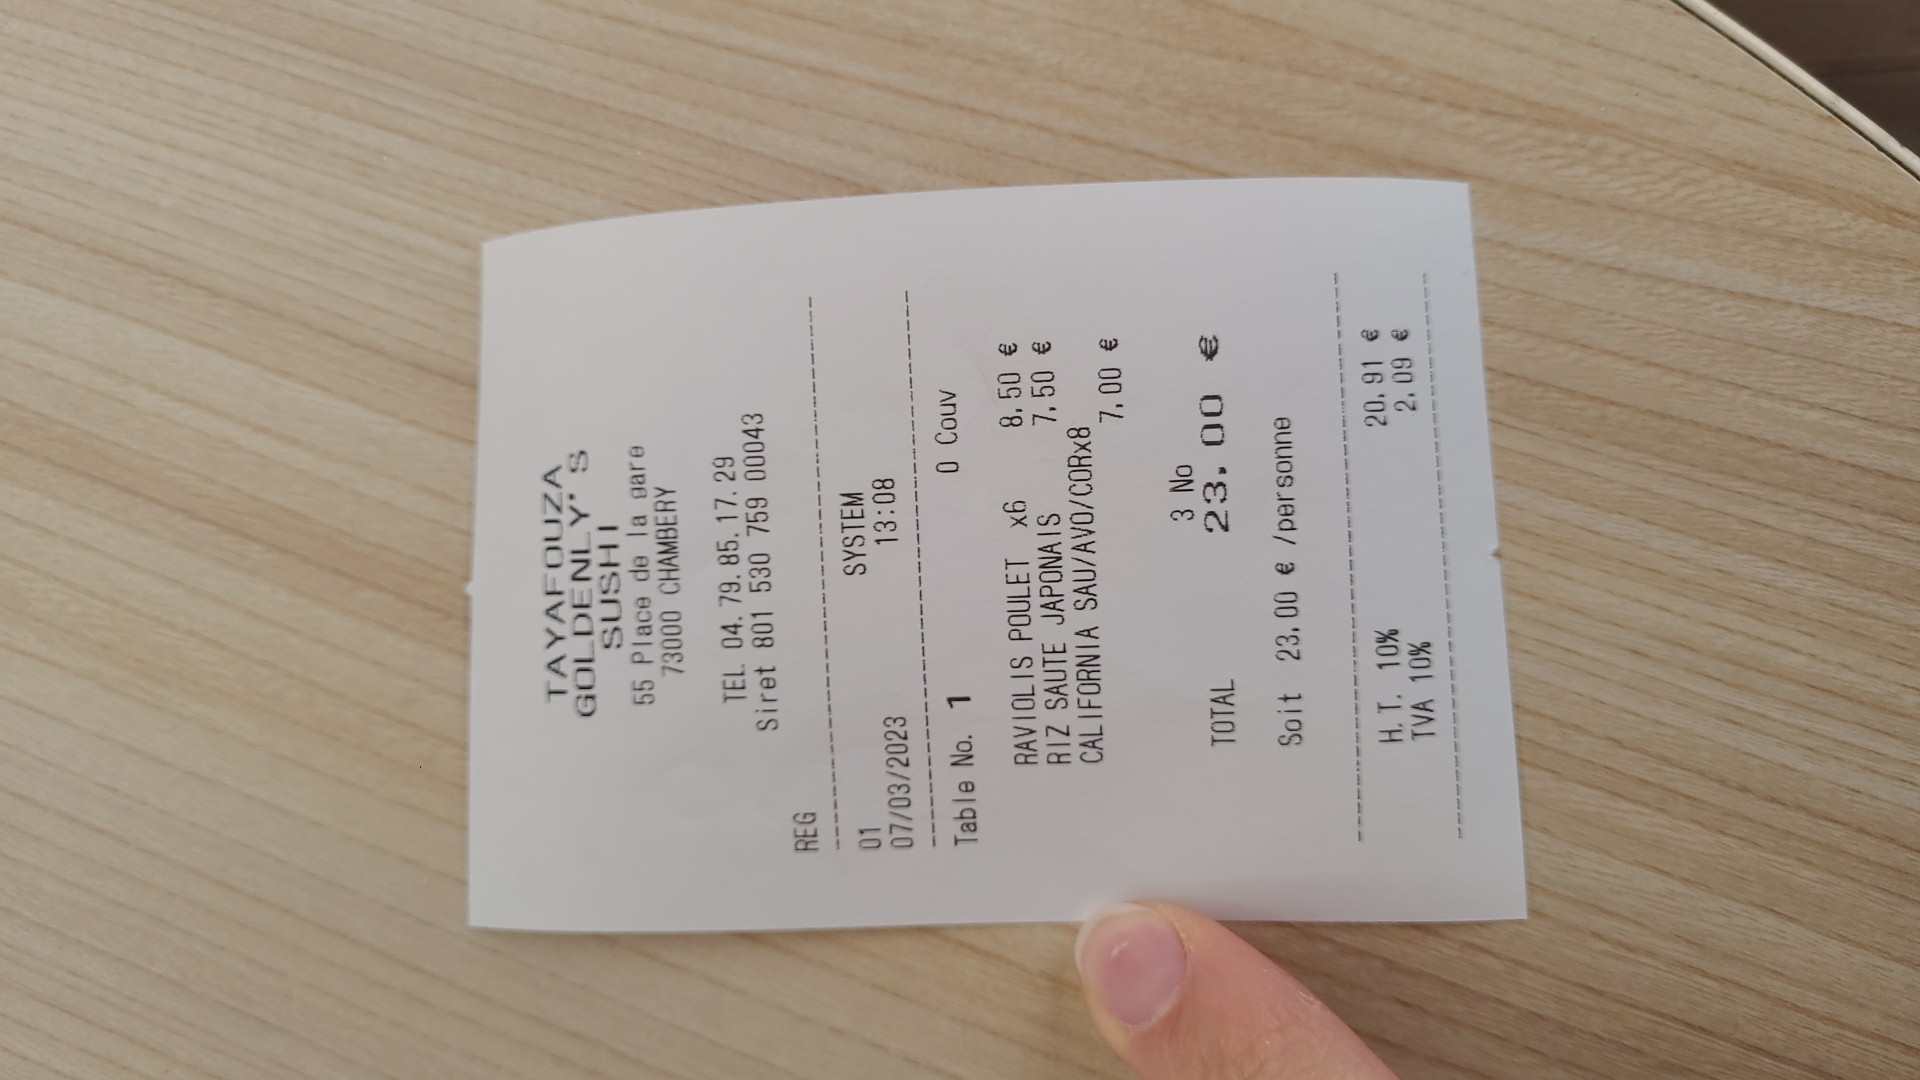 TAYAFOUZA
GOLDENLY'S
SUSHI
55 Place de la gare
73000 CHAMBERY
TEL 04.79.85.17.29
Siret 801 530 759 00043
REG
01 SYSTEM
07/03/2023 13:08
Table No. 1 0 Couv
RAVIOLIS POULET x6 8,50 €
RIZ SAUTE JAPONAIS 7,50 €
CALIFORNIA SAU/AVO/CORx8
7,00 €
3 No
TOTAL 23.00 €
Soit 23,00 € /personne
H.T. 10% 20,91 €
TVA 10% 2,09 €